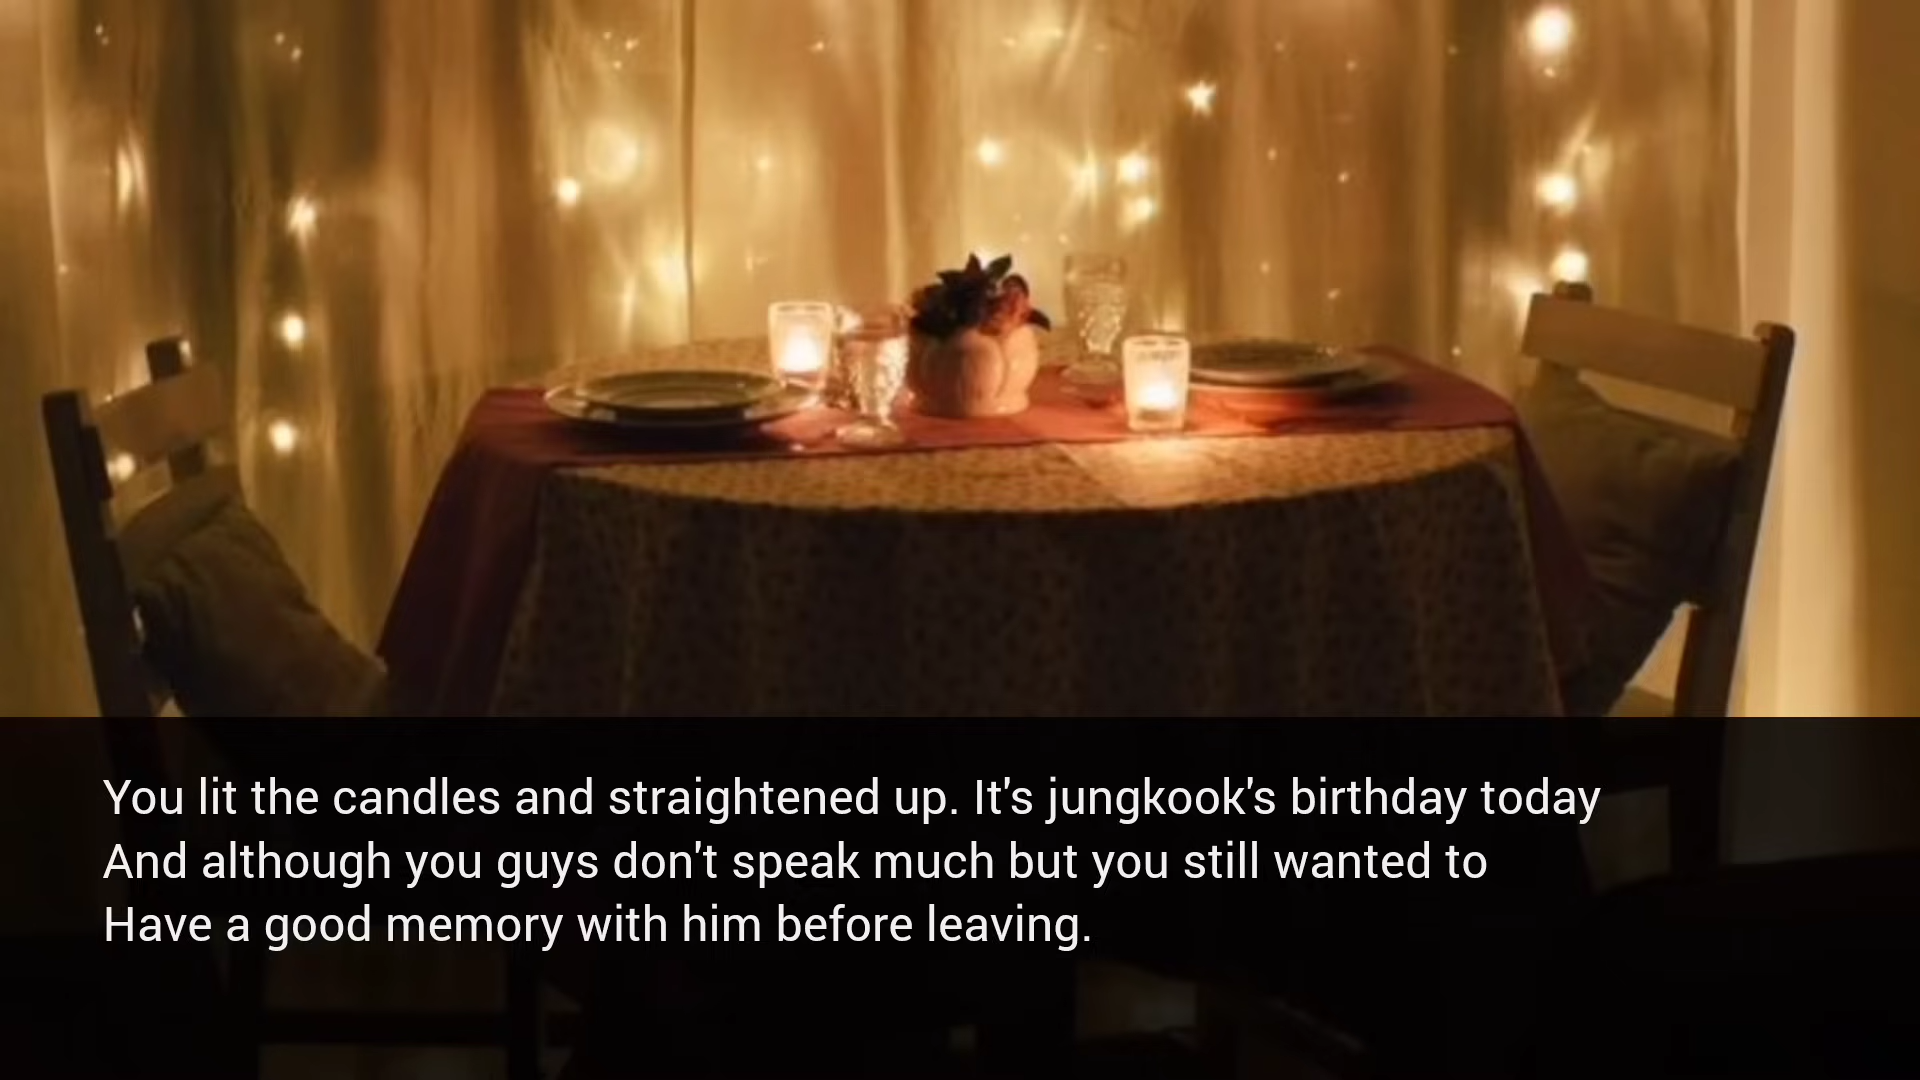 You lit the candles and straightened up. It's jungkook's birthday today
And although you guys don't speak much but you still wanted to
Have a good memory with him before leaving.